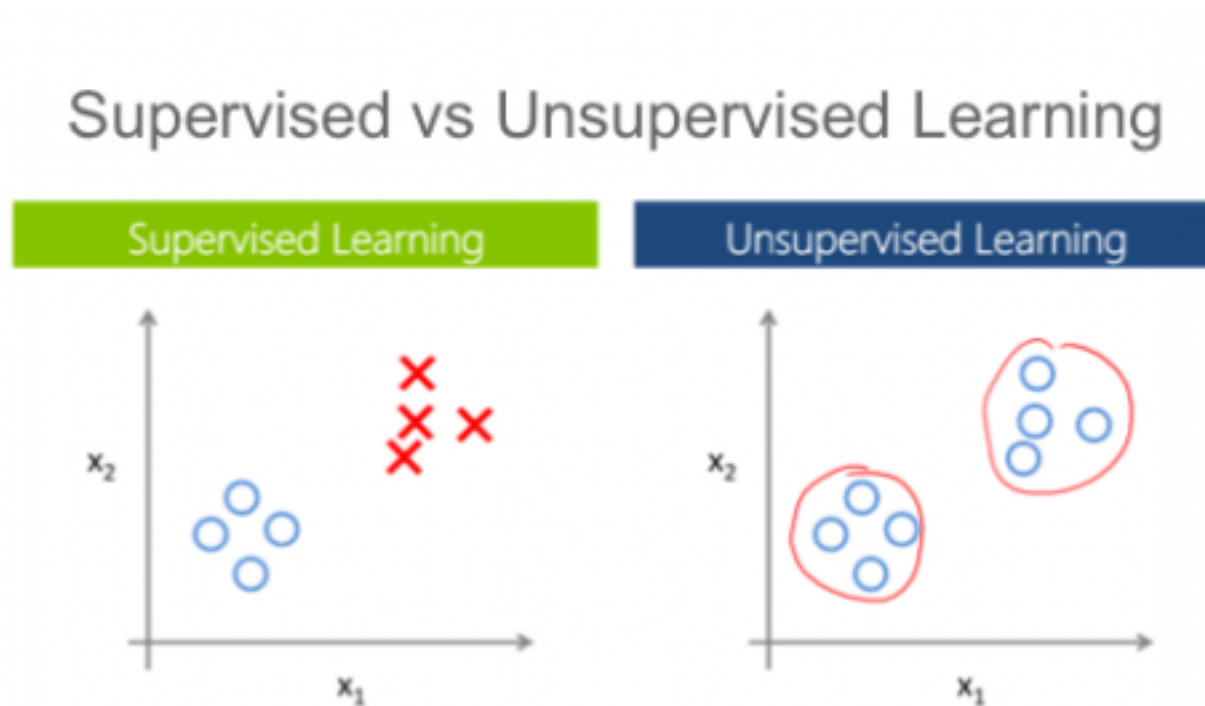 Supervised vs Unsupervised Learning
Supervised Learning
x₂
x₁
Unsupervised Learning
x₂
x₁